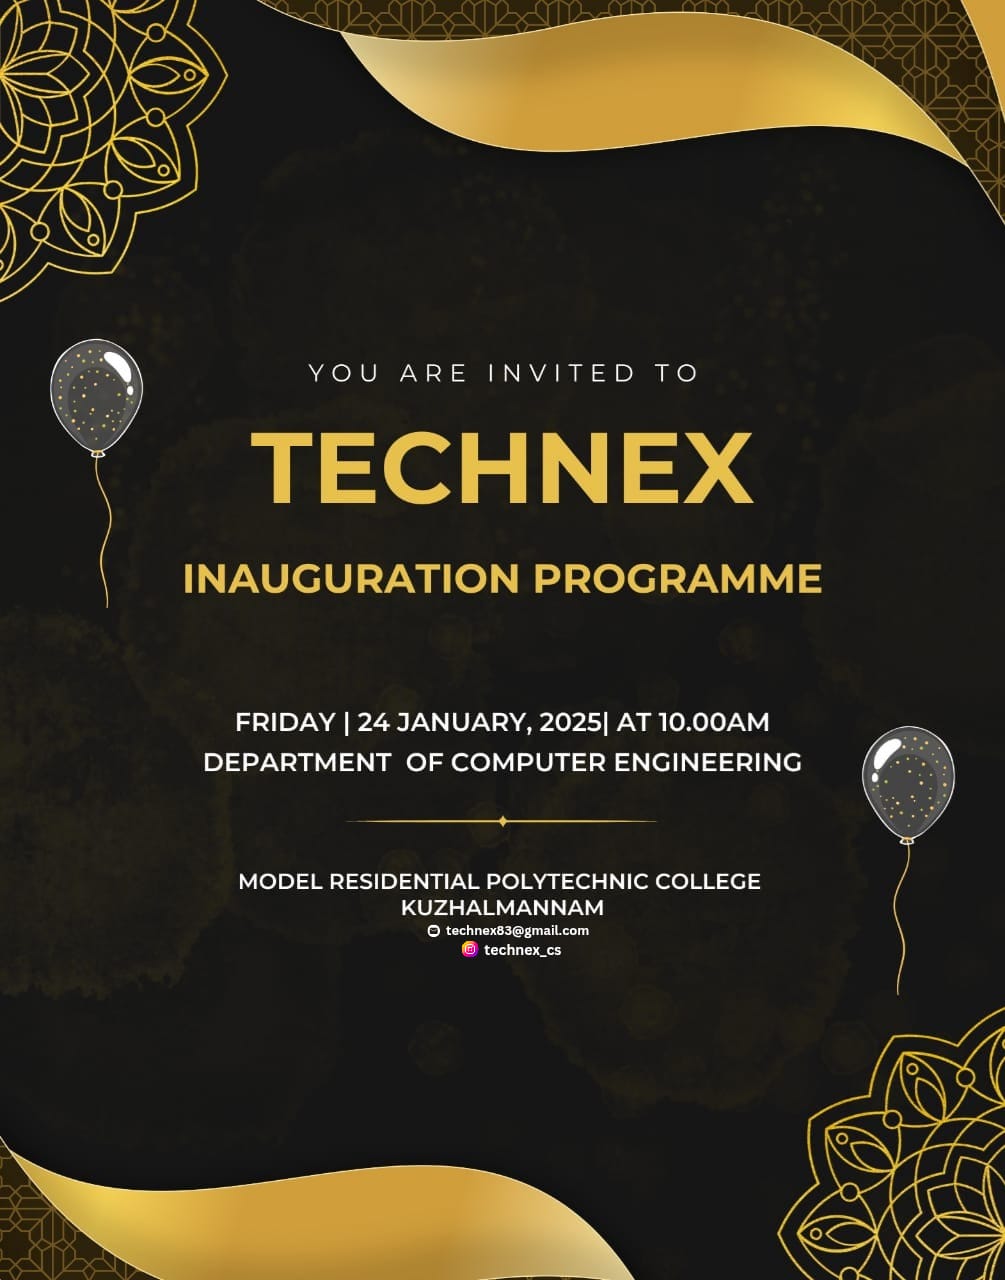 YOU ARE INVITED TO
TECHNEX
INAUGURATION PROGRAMME
FRIDAY | 24 JANUARY, 2025| AT 10.00AM
DEPARTMENT OF COMPUTER ENGINEERING
MODEL RESIDENTIAL POLYTECHNIC COLLEGE
KUZHALMANNAM
technex83@gmail.com
technex_cs